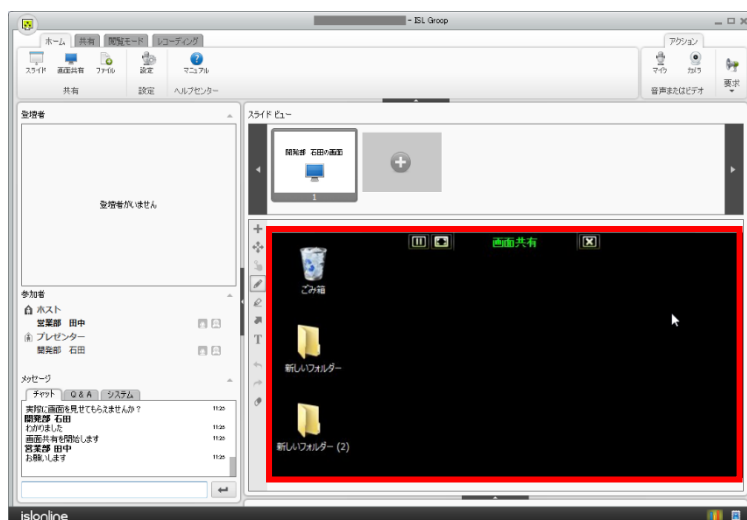 - ISL Group
ホーム 共有 閲覧モード レコーディング アクション
スライド 画面共有 ファイル 設定 マニュアル マイク カメラ 要求
共有 設定 ヘルプセンター 音声またはビデオ
登壇者
登壇者がいません
スライド ビュー
開発部 石田の画面
1
画面共有
ごみ箱
新しいフォルダー
新しいフォルダー (2)
T
参加者
ホスト
営業部 田中
プレゼンター
開発部 石田
メッセージ
チャット Q & A システム
実際に画面を見せてもらえませんか? 11:25
開発部 石田
わかりました 11:25
画面共有を開始します 11:25
営業部 田中
お願いします 11:25
islonline